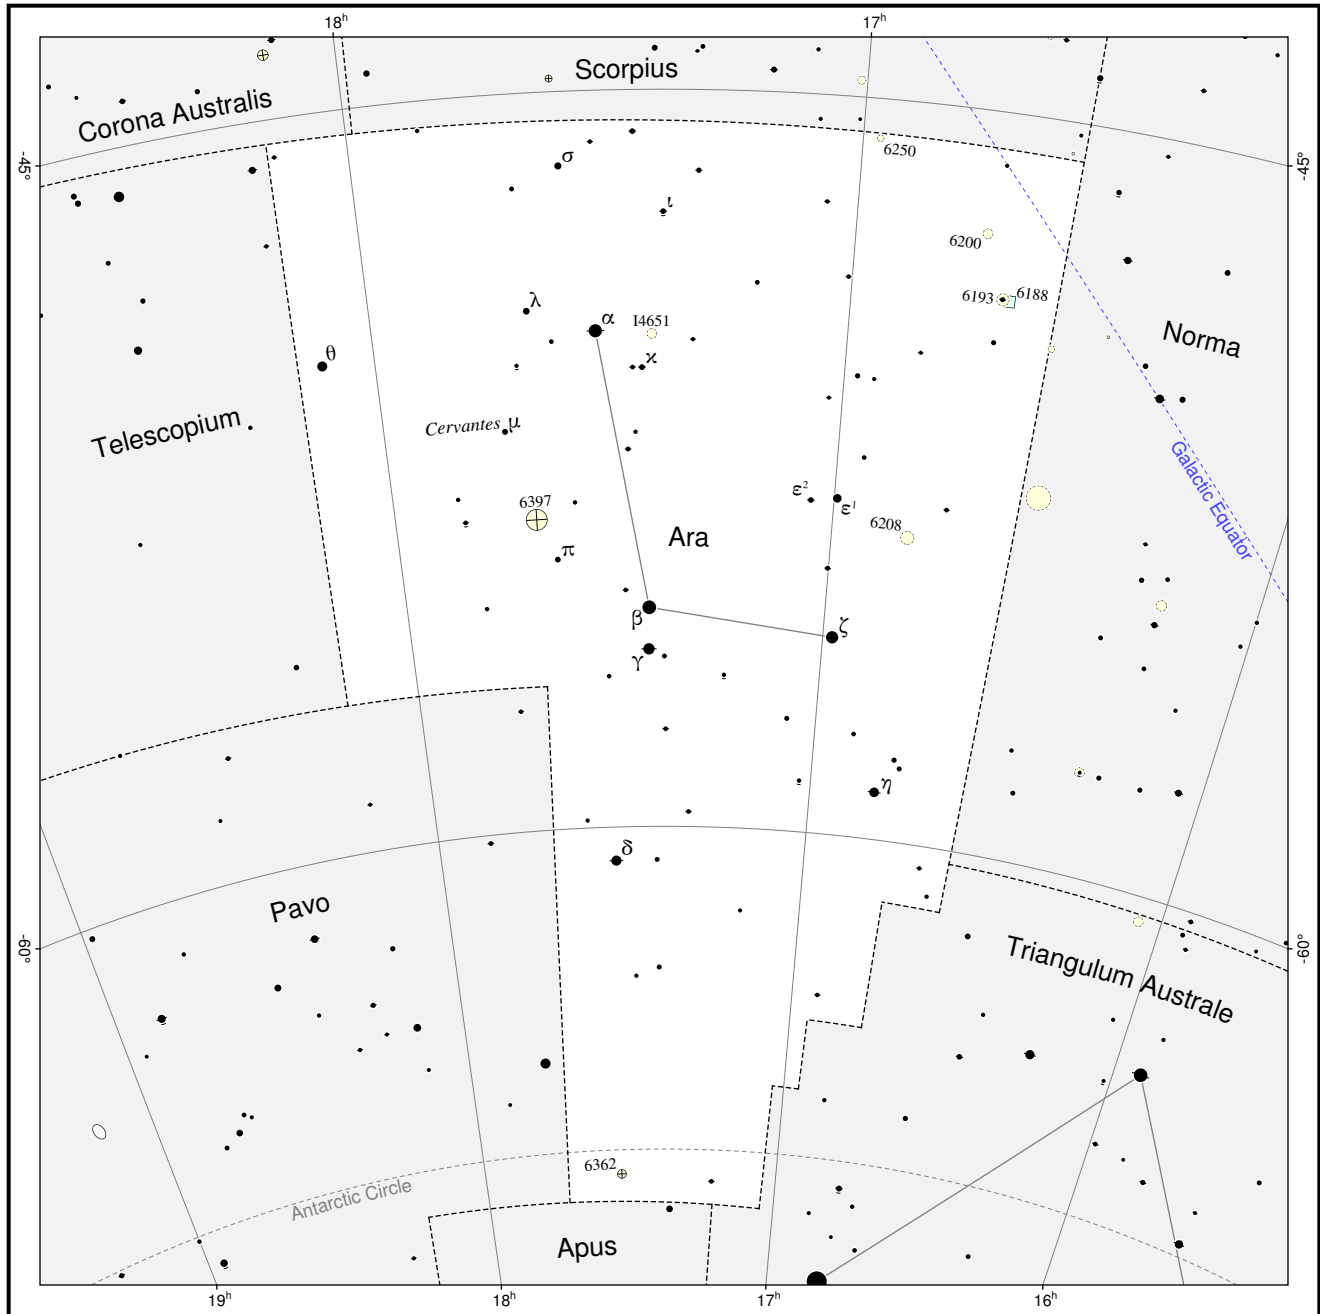 18h 17h
Scorpius
Corona Australis
-45° -45°
σ
6250
ι
6200
6193 6188
λ
α I4651
Norma
θ
ϰ
Telescopium
Cervantes μ
Galactic Equator
ε2
ε1
6397
6208
Ara
π
β
ζ
γ
η
δ
Pavo
-60° -60°
Triangulum Australe
6362
Antarctic Circle
Apus
19h 18h 17h 16h